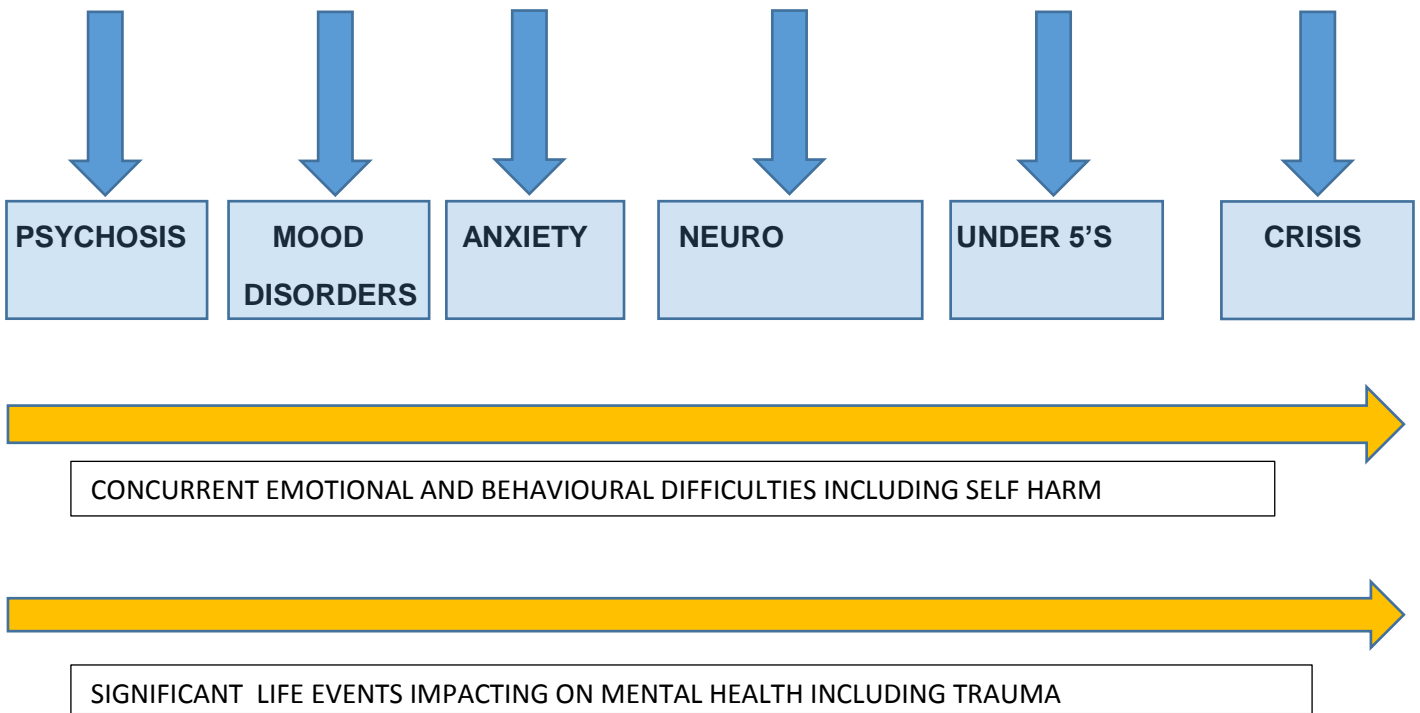 PSYCHOSIS MOOD ANXIETY NEURO UNDER 5’S CRISIS
DISORDERS
CONCURRENT EMOTIONAL AND BEHAVIOURAL DIFFICULTIES INCLUDING SELF HARM
SIGNIFICANT LIFE EVENTS IMPACTING ON MENTAL HEALTH INCLUDING TRAUMA